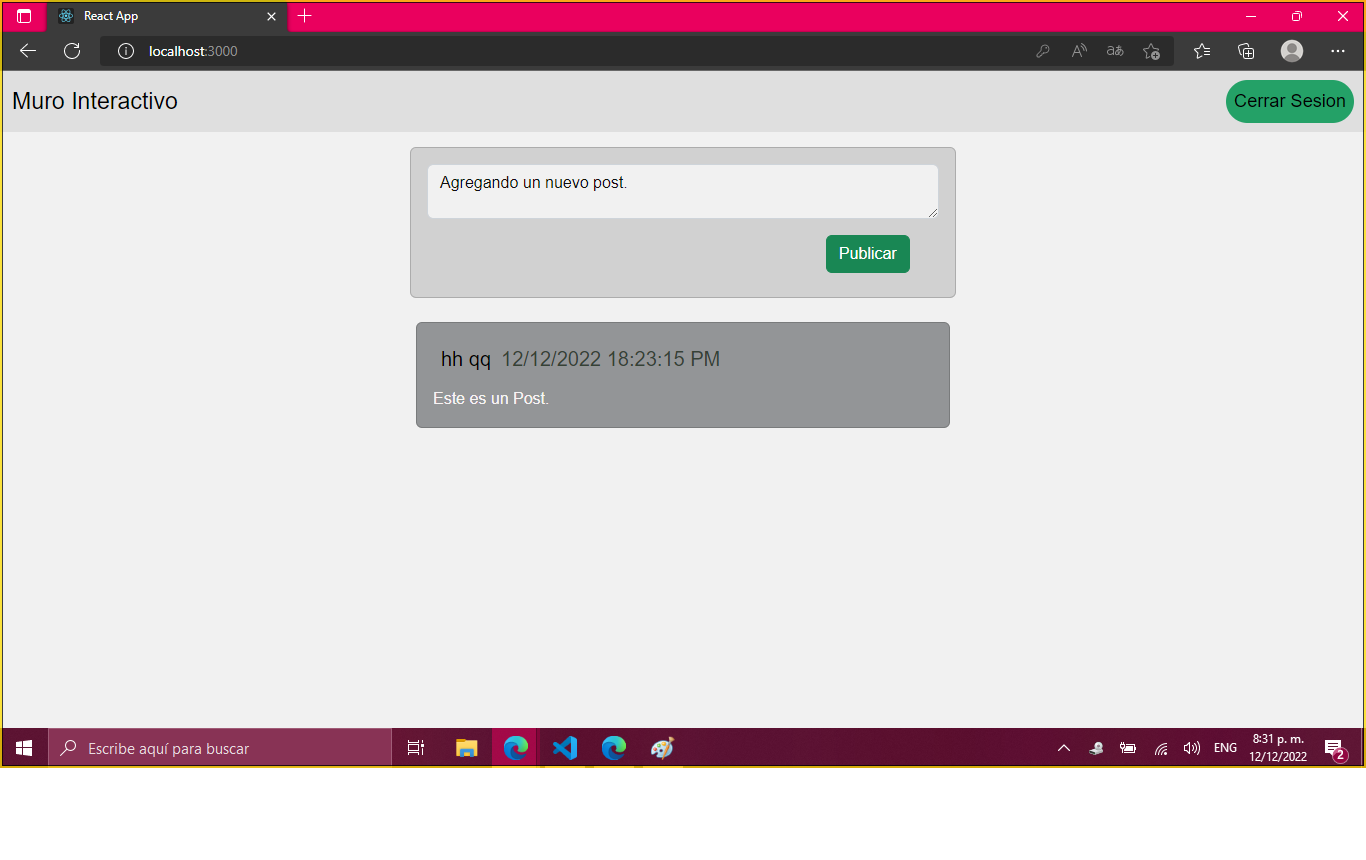 React App
localhost:3000
Muro Interactivo
Cerrar Sesion
Agregando un nuevo post.
Publicar
hh qq 12/12/2022 18:23:15 PM
Este es un Post.
Escribe aquí para buscar
ENG
8:31 p. m.
12/12/2022
2